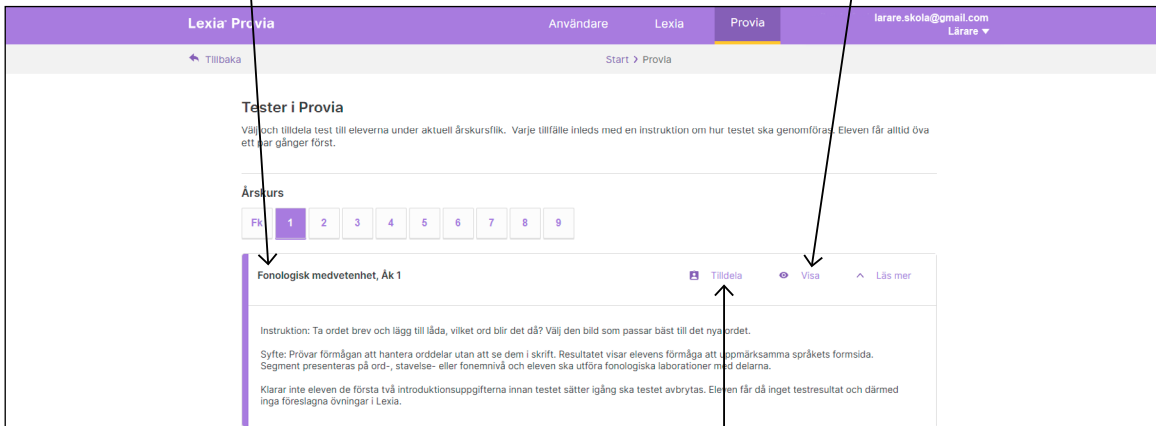 Lexia Provia
Användare
Lexia
Provia
larare.skola@gmail.com
Lärare ▼
Tillbaka
Start > Provia
Tester i Provia
Välj och tilldela test till eleverna under aktuell årskursflik. Varje tillfälle inleds med en instruktion om hur testet ska genomföras. Eleven får alltid öva
ett par gånger först.
Årskurs
Fk 1 2 3 4 5 6 7 8 9
Fonologisk medvetenhet, Åk 1
Tilldela
Visa
Läs mer
Instruktion: Ta ordet brev och lägg till låda, vilket ord blir det då? Välj den bild som passar bäst till det nya ordet.
Syfte: Prövar förmågan att hantera orddelar utan att se dem i skrift. Resultatet visar elevens förmåga att uppmärksamma språkets formsida.
Segment presenteras på ord-, stavelse- eller fonemnivå och eleven ska utföra fonologiska laborationer med delarna.
Klarar inte eleven de första två introduktionsuppgifterna innan testet sätter igång ska testet avbrytas. Eleven får då inget testresultat och därmed
inga föreslagna övningar i Lexia.